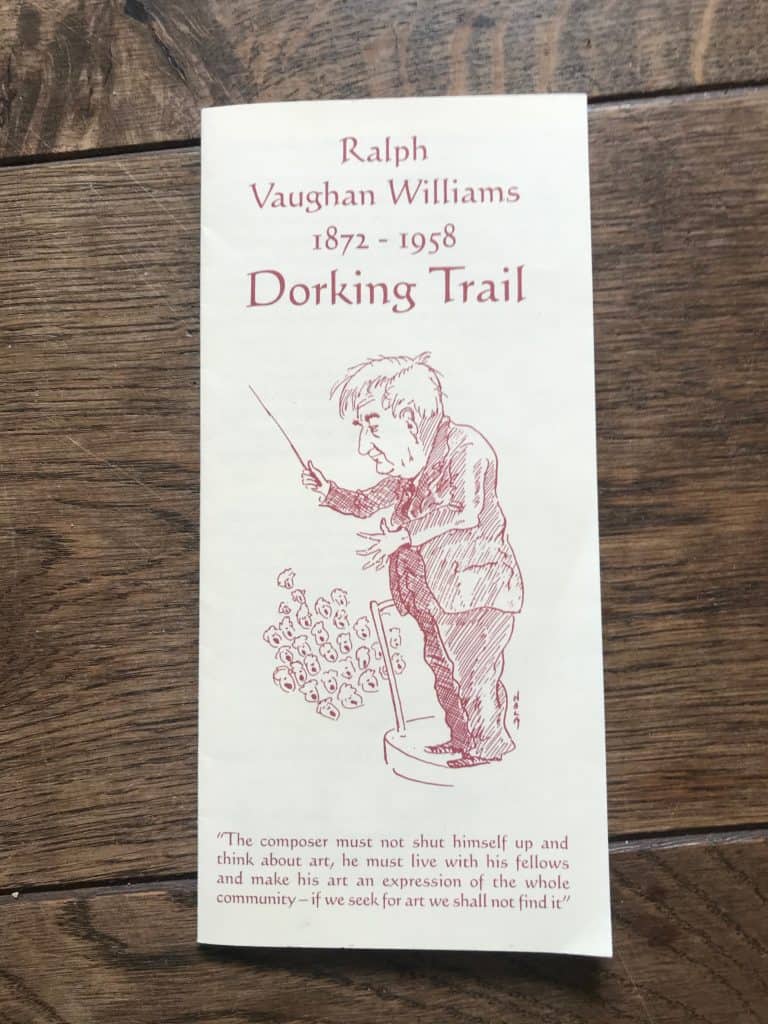 Ralph
Vaughan Williams
1872 - 1958
Dorking Trail
"The composer must not shut himself up and
think about art, he must live with his fellows
and make his art an expression of the whole
community – if we seek for art we shall not find it"